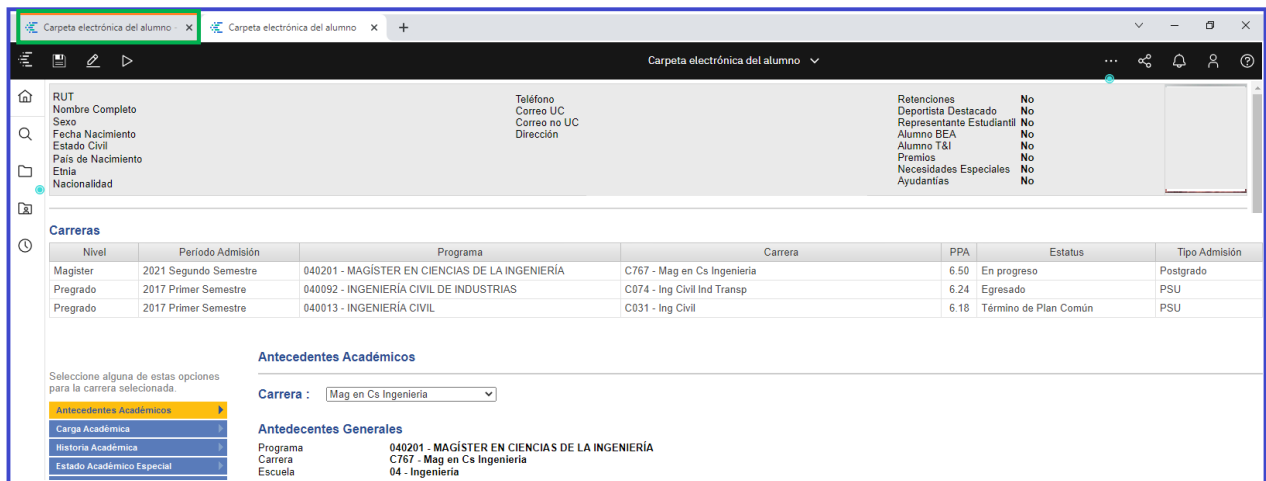 Carpeta electrónica del alumno -
Carpeta electrónica del alumno
Carpeta electrónica del alumno
RUT
Nombre Completo
Sexo
Fecha Nacimiento
Estado Civil
País de Nacimiento
Etnia
Nacionalidad
Teléfono
Correo UC
Correo no UC
Dirección
Retenciones No
Deportista Destacado No
Representante Estudiantil No
Alumno BEA No
Alumno T&I No
Premios No
Necesidades Especiales No
Ayudantías No
Carreras
Nivel Período Admisión Programa Carrera PPA Estatus Tipo Admisión
Magister 2021 Segundo Semestre 040201 - MAGÍSTER EN CIENCIAS DE LA INGENIERÍA C767 - Mag en Cs Ingenieria 6.50 En progreso Postgrado
Pregrado 2017 Primer Semestre 040092 - INGENIERÍA CIVIL DE INDUSTRIAS C074 - Ing Civil Ind Transp 6.24 Egresado PSU
Pregrado 2017 Primer Semestre 040013 - INGENIERÍA CIVIL C031 - Ing Civil 6.18 Término de Plan Común PSU
Seleccione alguna de estas opciones
para la carrera seleccionada.
Antecedentes Académicos
Carga Académica
Historia Académica
Estado Académico Especial
Antecedentes Académicos
Carrera : Mag en Cs Ingenieria
Antedecentes Generales
Programa 040201 - MAGÍSTER EN CIENCIAS DE LA INGENIERÍA
Carrera C767 - Mag en Cs Ingenieria
Escuela 04 - Ingeniería